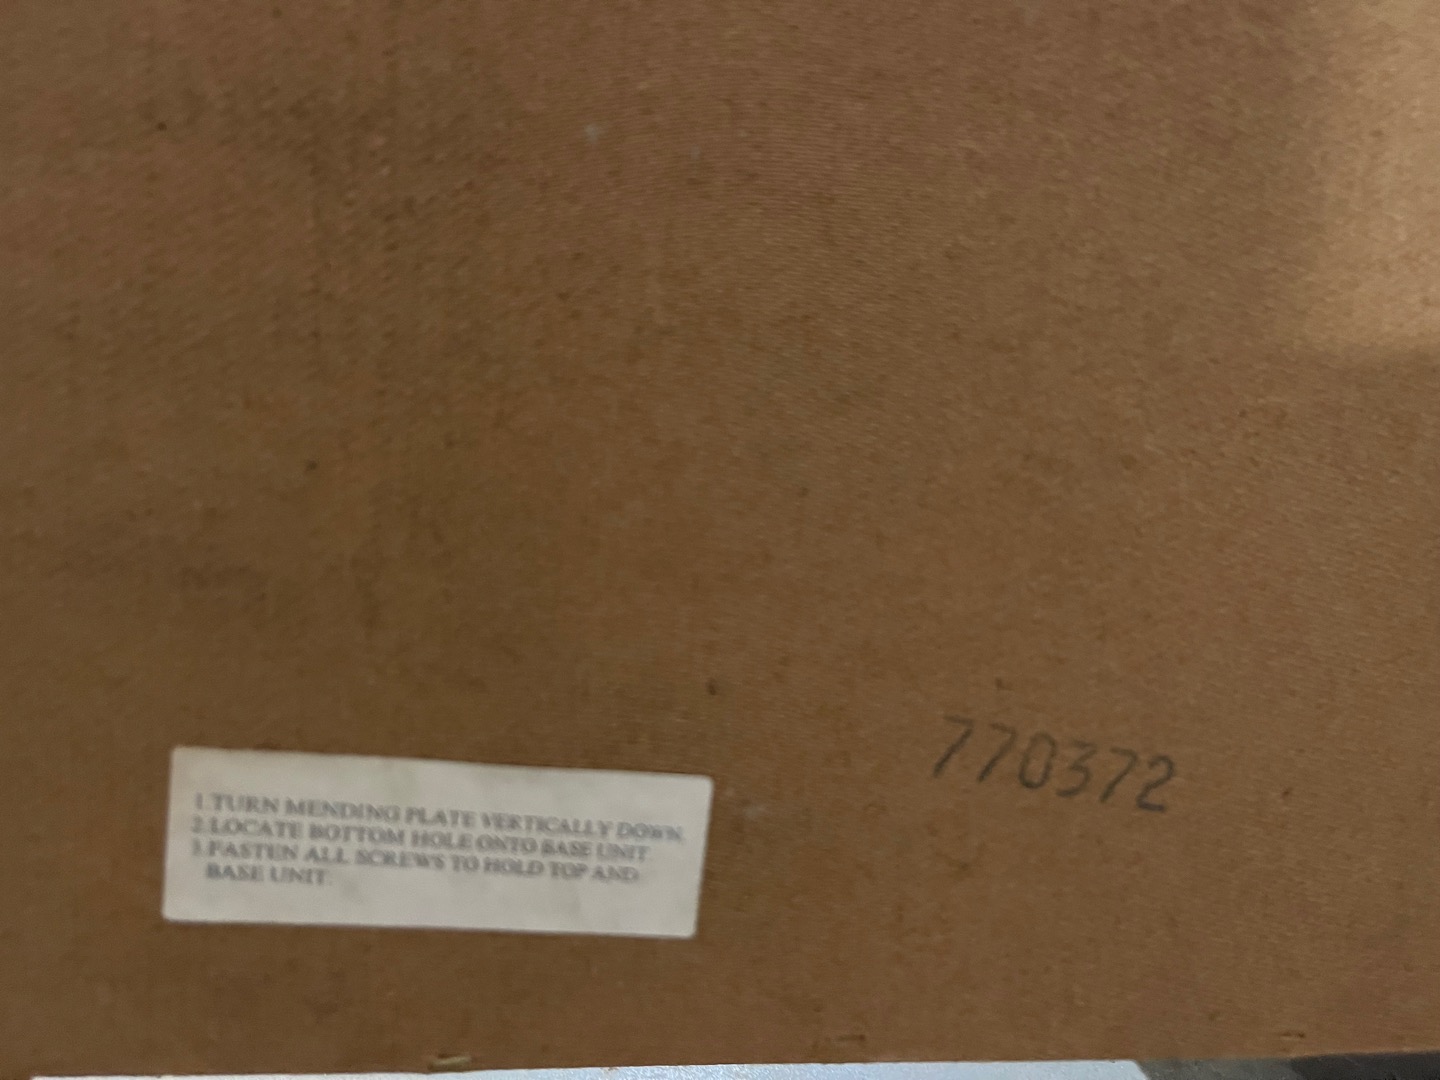 1.TURN MENDING PLATE VERTICALLY DOWN.
2.LOCATE BOTTOM HOLE ONTO BASE UNIT
3.FASTEN ALL SCREWS TO HOLD TOP AND
BASE UNIT.
770372